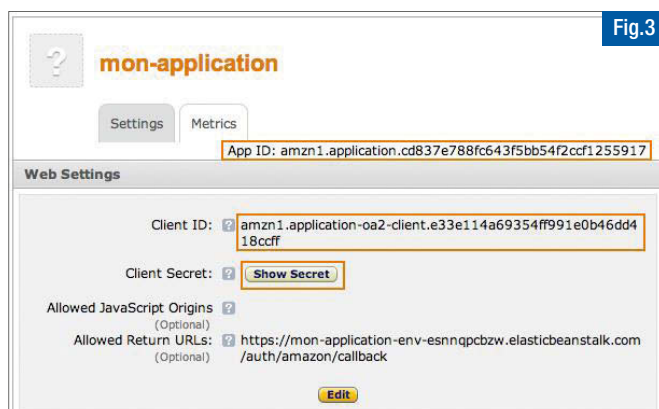 Fig.3
?
mon-application
Settings
Metrics
App ID: amzn1.application.cd837e788fc643f5bb54f2ccf1255917
Web Settings
Client ID: ? amzn1.application-oa2-client.e33e114a69354ff991e0b46dd4
18ccff
Client Secret: ? Show Secret
Allowed JavaScript Origins ?
(Optional)
Allowed Return URLs: ? https://mon-application-env-esnnqpcbzw.elasticbeanstalk.com
(Optional) /auth/amazon/callback
Edit